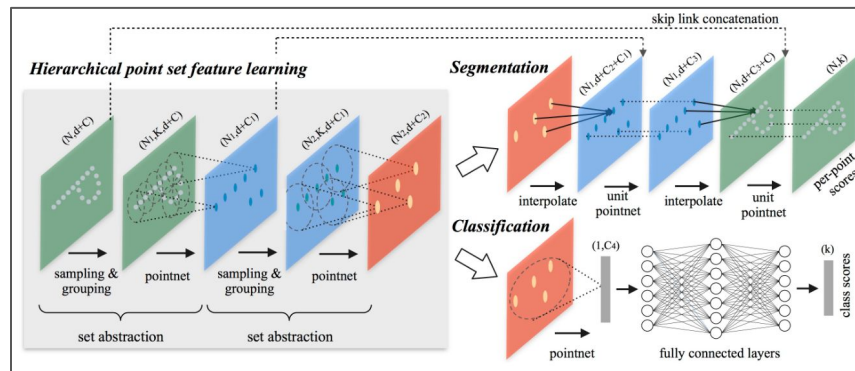 skip link concatenation
Hierarchical point set feature learning
Segmentation
(N,d+C)
(N1,K,d+C)
(N1,d+C1)
(N2,K,d+C1)
(N2,d+C2)
(N1,d+C2+C1)
(N1,d+C3)
(N,d+C3+C)
(N,k)
per-point
scores
interpolate
unit
pointnet
interpolate
unit
pointnet
sampling &
grouping
pointnet
sampling &
grouping
pointnet
set abstraction
set abstraction
Classification
(1,C4)
(k)
class scores
pointnet
fully connected layers